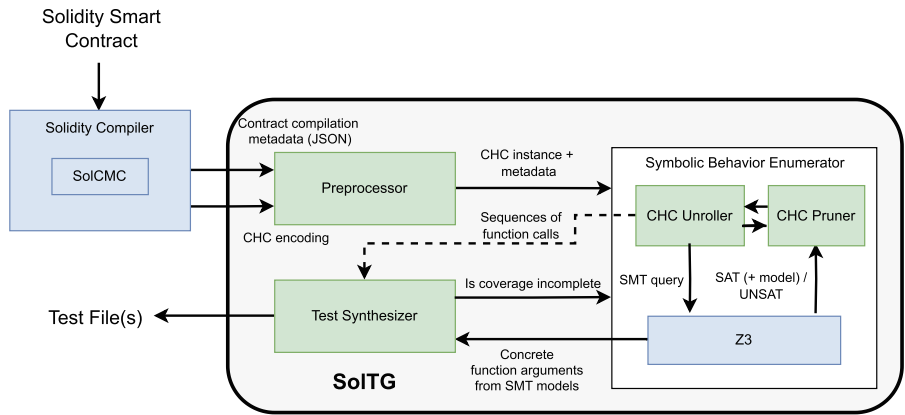 Solidity Smart
Contract
Solidity Compiler
SolCMC
Contract compilation
metadata (JSON)
CHC encoding
Preprocessor
CHC instance +
metadata
Symbolic Behavior Enumerator
CHC Unroller
CHC Pruner
Sequences of
function calls
SMT query
SAT (+ model) /
UNSAT
Z3
Is coverage incomplete
Test Synthesizer
Test File(s)
Concrete
function arguments
from SMT models
SolTG